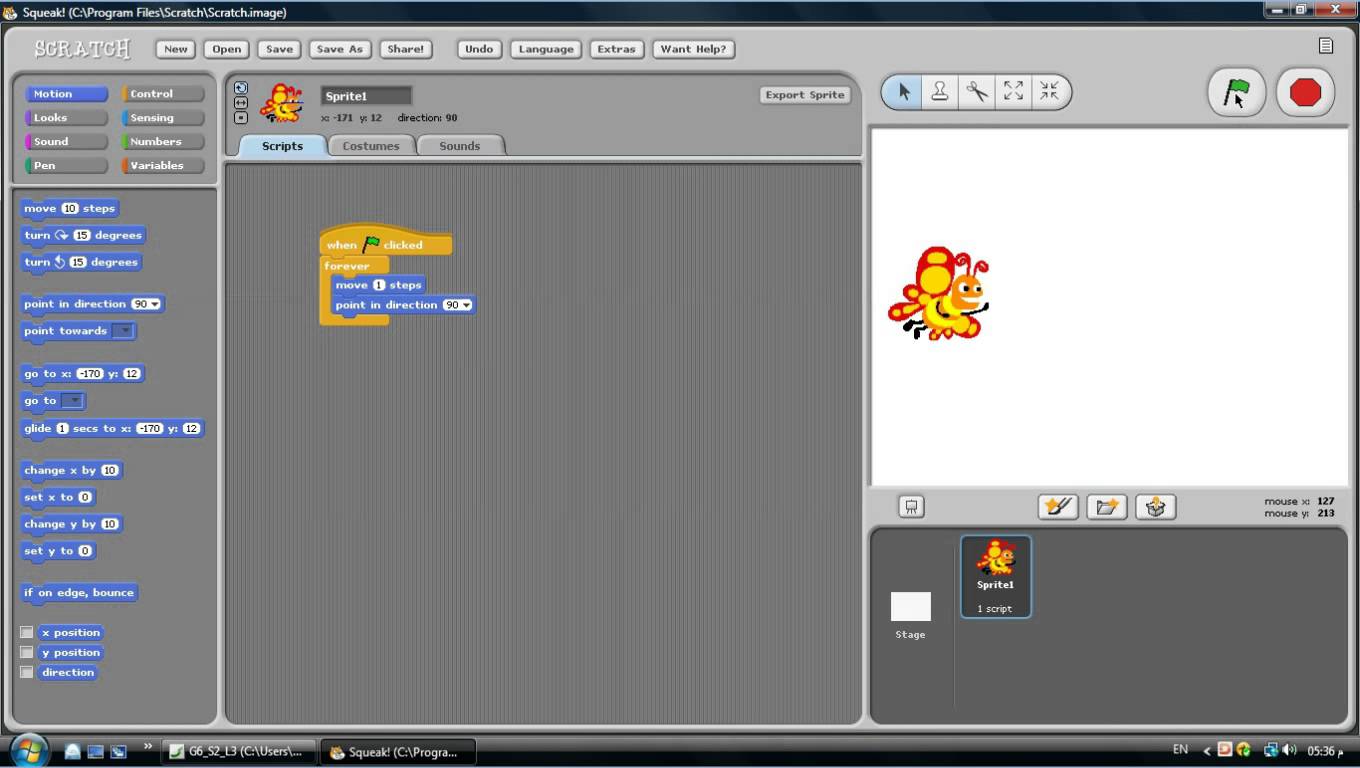 Squeak! (C:\Program Files\Scratch\Scratch.image)
SCRATCH New Open Save Save As Share! Undo Language Extras Want Help?
Motion Control
Looks Sensing
Sound Numbers
Pen Variables
move 10 steps
turn 15 degrees
turn 15 degrees
point in direction 90
point towards
go to x: -170 y: 12
go to
glide 1 secs to x: -170 y: 12
change x by 10
set x to 0
change y by 10
set y to 0
if on edge, bounce
x position
y position
direction
Sprite1
Export Sprite
x: -171 y: 12 direction: 90
Scripts Costumes Sounds
when clicked
forever
move 1 steps
point in direction 90
mouse x: 127
mouse y: 213
Sprite1
1 script
Stage
» G6_S2_L3 (C:\Users\... Squeak! (C:\Progra... EN < 05:36 م